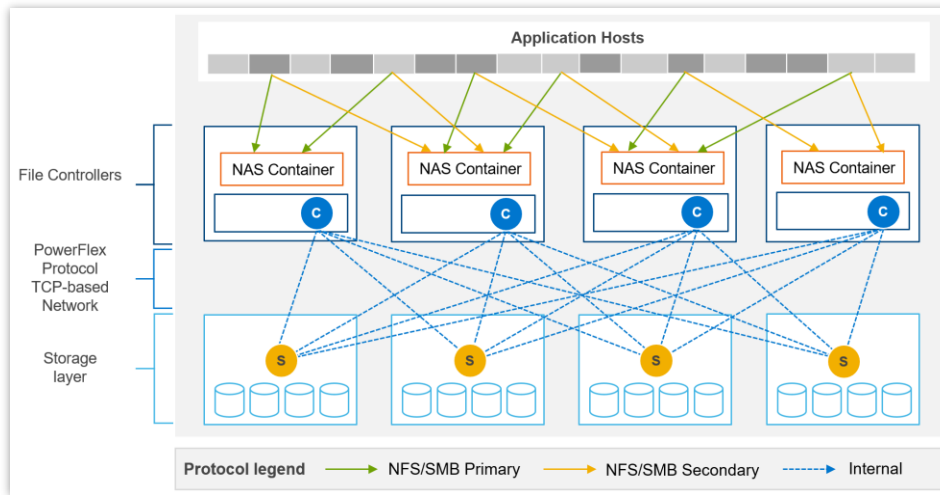 Application Hosts
File Controllers
NAS Container
NAS Container
NAS Container
NAS Container
C
C
C
C
PowerFlex
Protocol
TCP-based
Network
Storage
layer
S
S
S
S
Protocol legend
NFS/SMB Primary
NFS/SMB Secondary
Internal